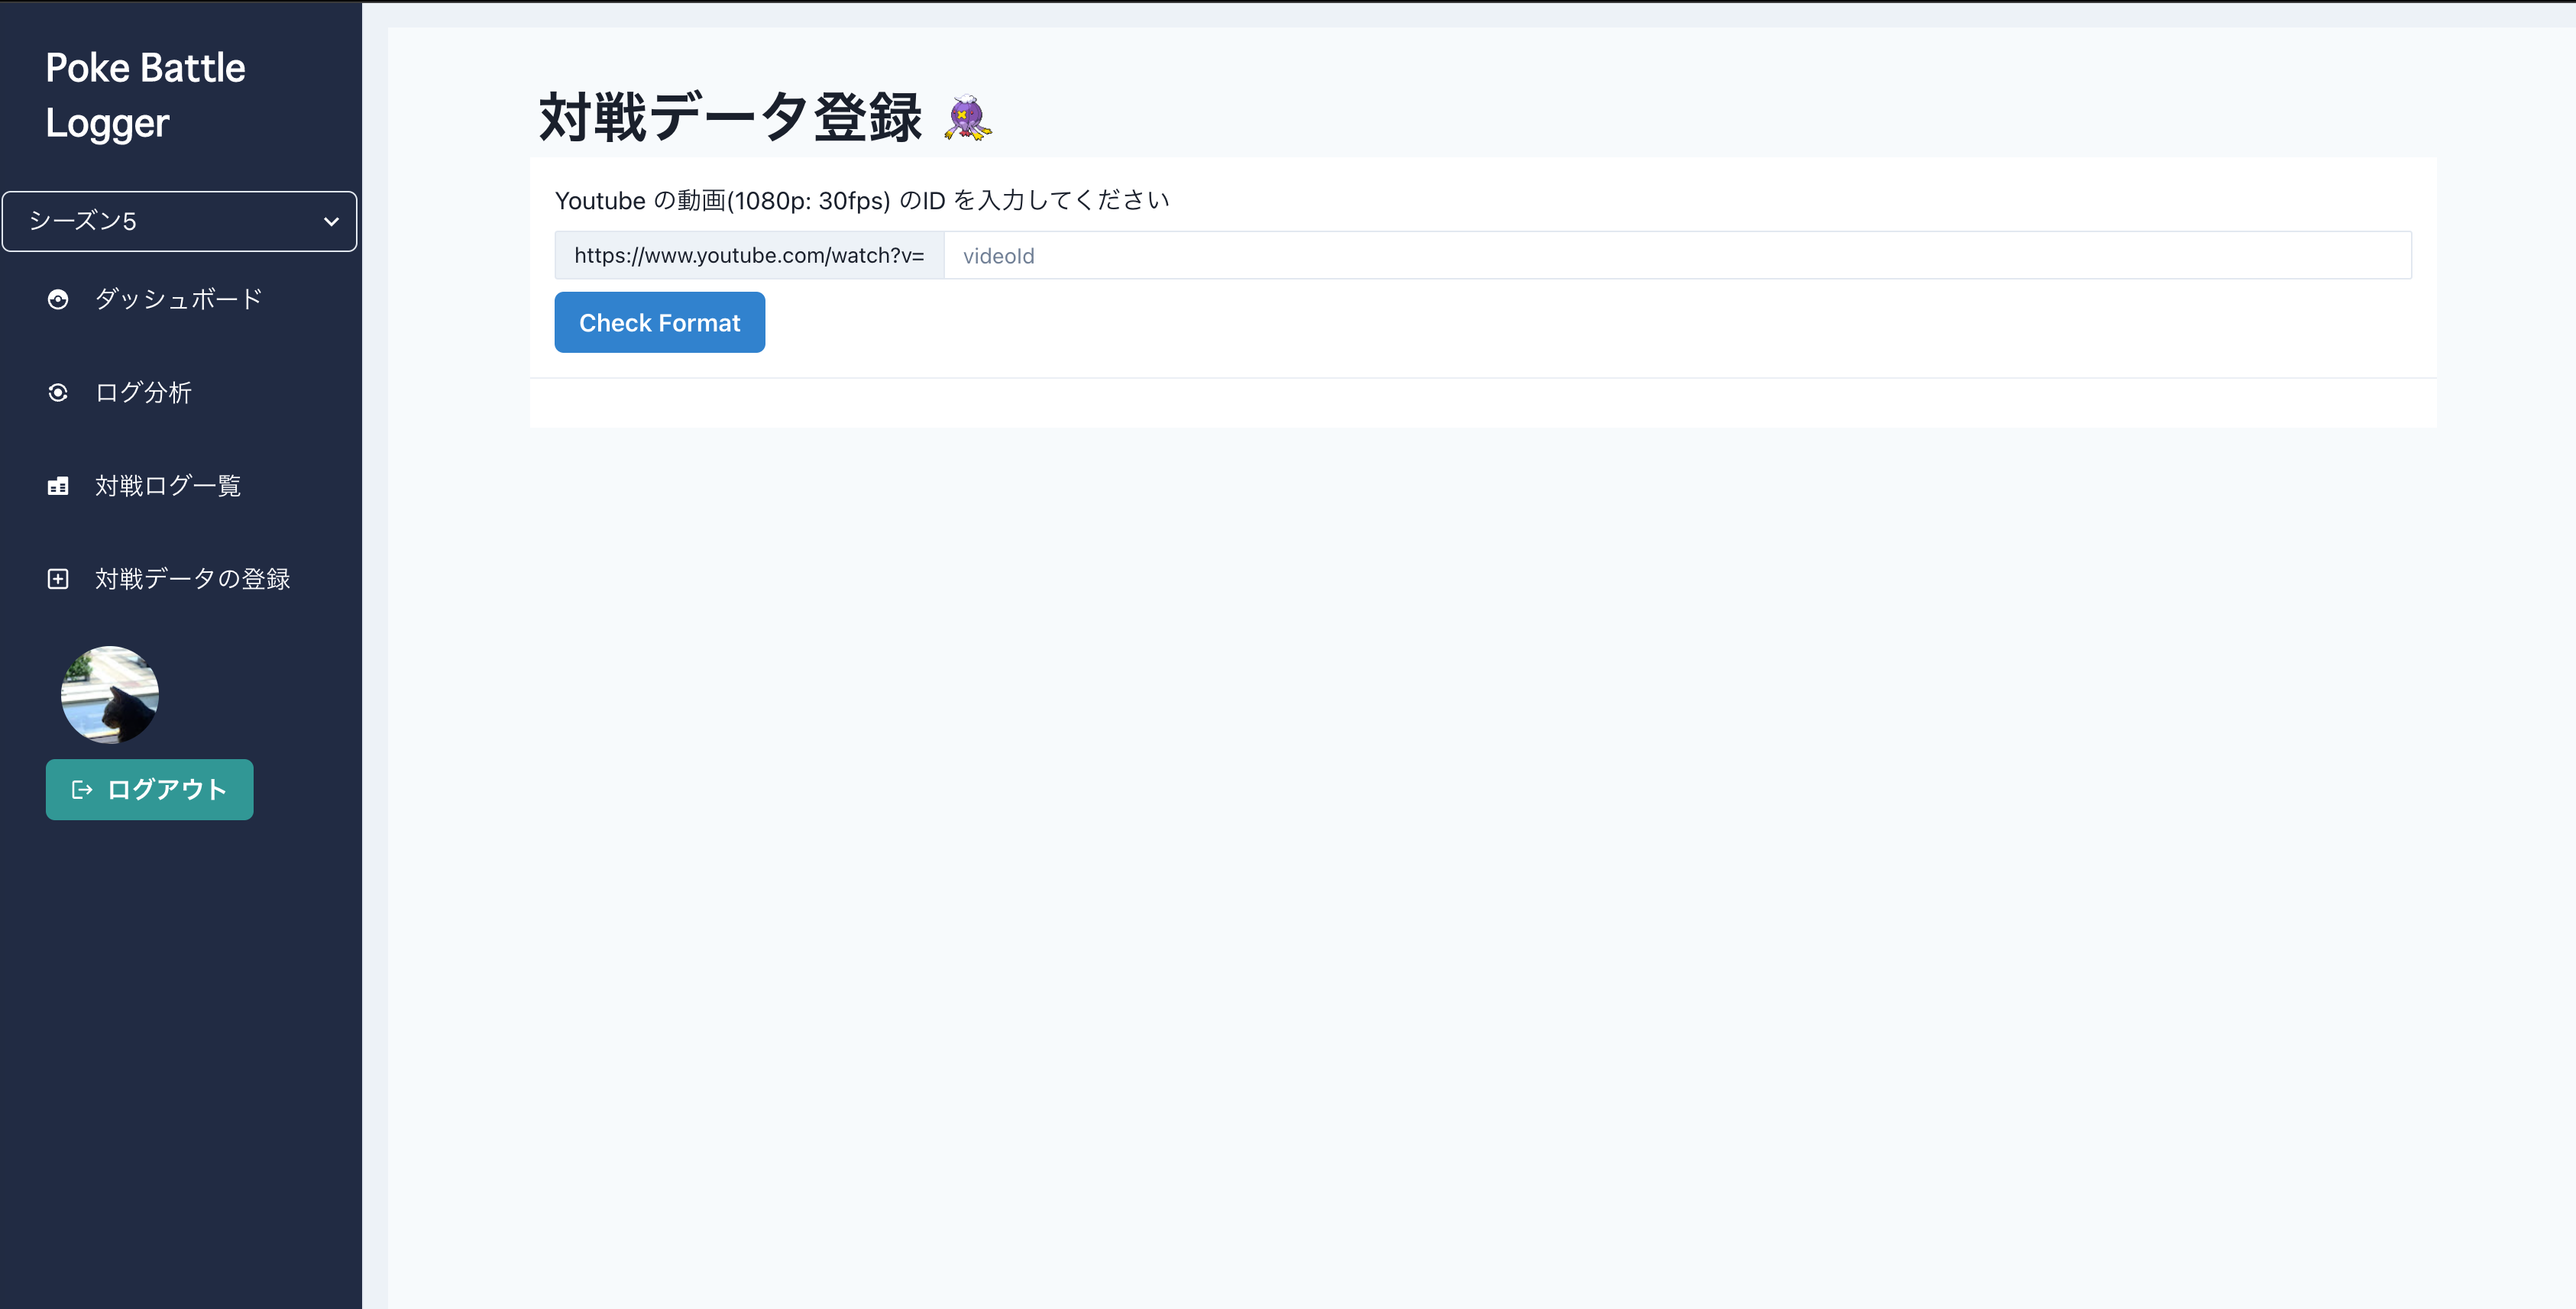 Poke Battle
Logger
シーズン5
ダッシュボード
ログ分析
対戦ログ一覧
対戦データの登録
ログアウト
対戦データ登録
Youtube の動画(1080p: 30fps) のID を入力してください
https://www.youtube.com/watch?v= videoId
Check Format